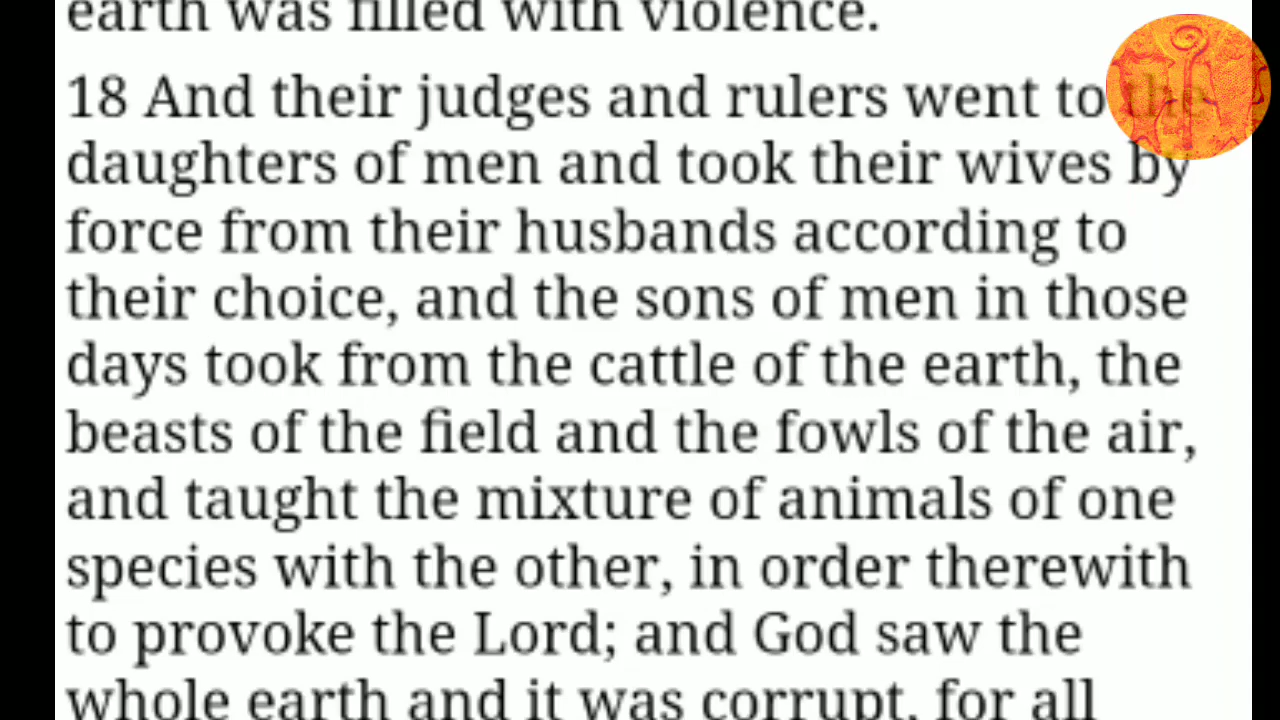 earth was filled with violence.
18 And their judges and rulers went to the
daughters of men and took their wives by
force from their husbands according to
their choice, and the sons of men in those
days took from the cattle of the earth, the
beasts of the field and the fowls of the air,
and taught the mixture of animals of one
species with the other, in order therewith
to provoke the Lord; and God saw the
whole earth and it was corrupt, for all